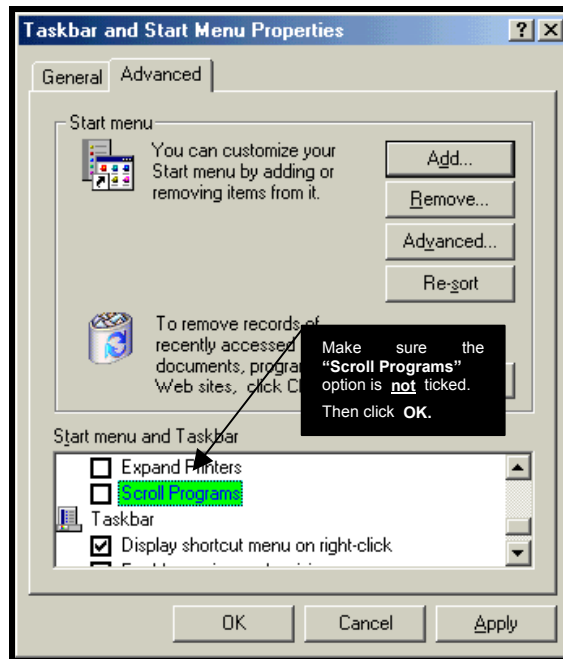 Taskbar and Start Menu Properties
General
Advanced
Start menu
You can customize your
Start menu by adding or
removing items from it.
Add...
Remove...
Advanced...
Re-sort
To remove records of
recently accessed
documents,
Web sites, click
Make sure the
“Scroll Programs”
option is not ticked.
Then click OK.
Start menu and Taskbar
Expand Printers
Scroll Programs
Taskbar
Display shortcut menu on right-click
OK
Cancel
Apply